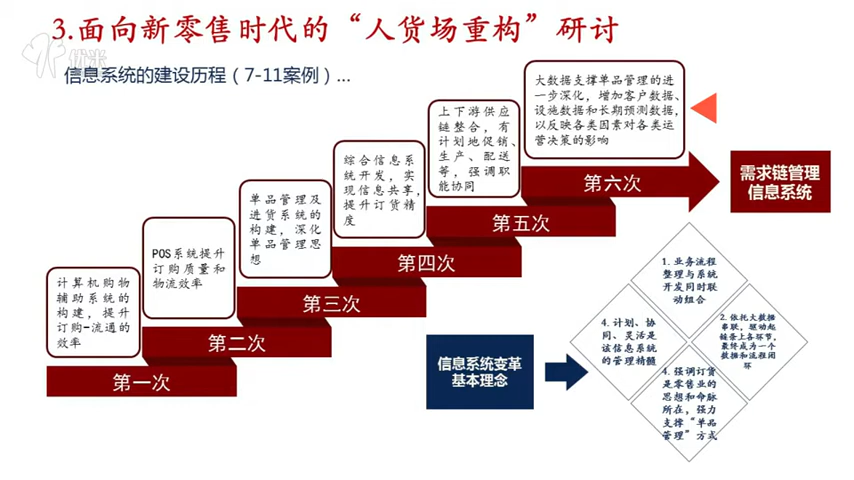 3.面向新零售时代的“人货场重构”研讨
优米
信息系统的建设历程（7-11案例）…
计算机购物
辅助系统的
构建，提升
订购-流通的
效率
第一次
POS系统提升
订购质量和
物流效率
第二次
单品管理及
进货系统的
构建，深化
单品管理思
想
第三次
综合信息系
统开发，实
现信息共享，
提升订货精
度
第四次
上下游供应
链整合，有
计划地促销、
生产、配送
等，强调职
能协同
第五次
大数据支撑单品管理的进
一步深化，增加客户数据、
设施数据和长期预测数据，
以反映各类因素对各类运
营决策的影响
第六次
需求链管理
信息系统
信息系统变革
基本理念
1.业务流程
整理与系统
开发同时联
动组合
2.依托大数据
串联，驱动起
链条上各环节，
最终成为一个
数据和流程闭
环
4.计划、协
同、灵活是
该信息系统
的管理精髓
4.强调订货
是零售业的
思想和命脉
所在，强力
支撑“单品
管理”方式